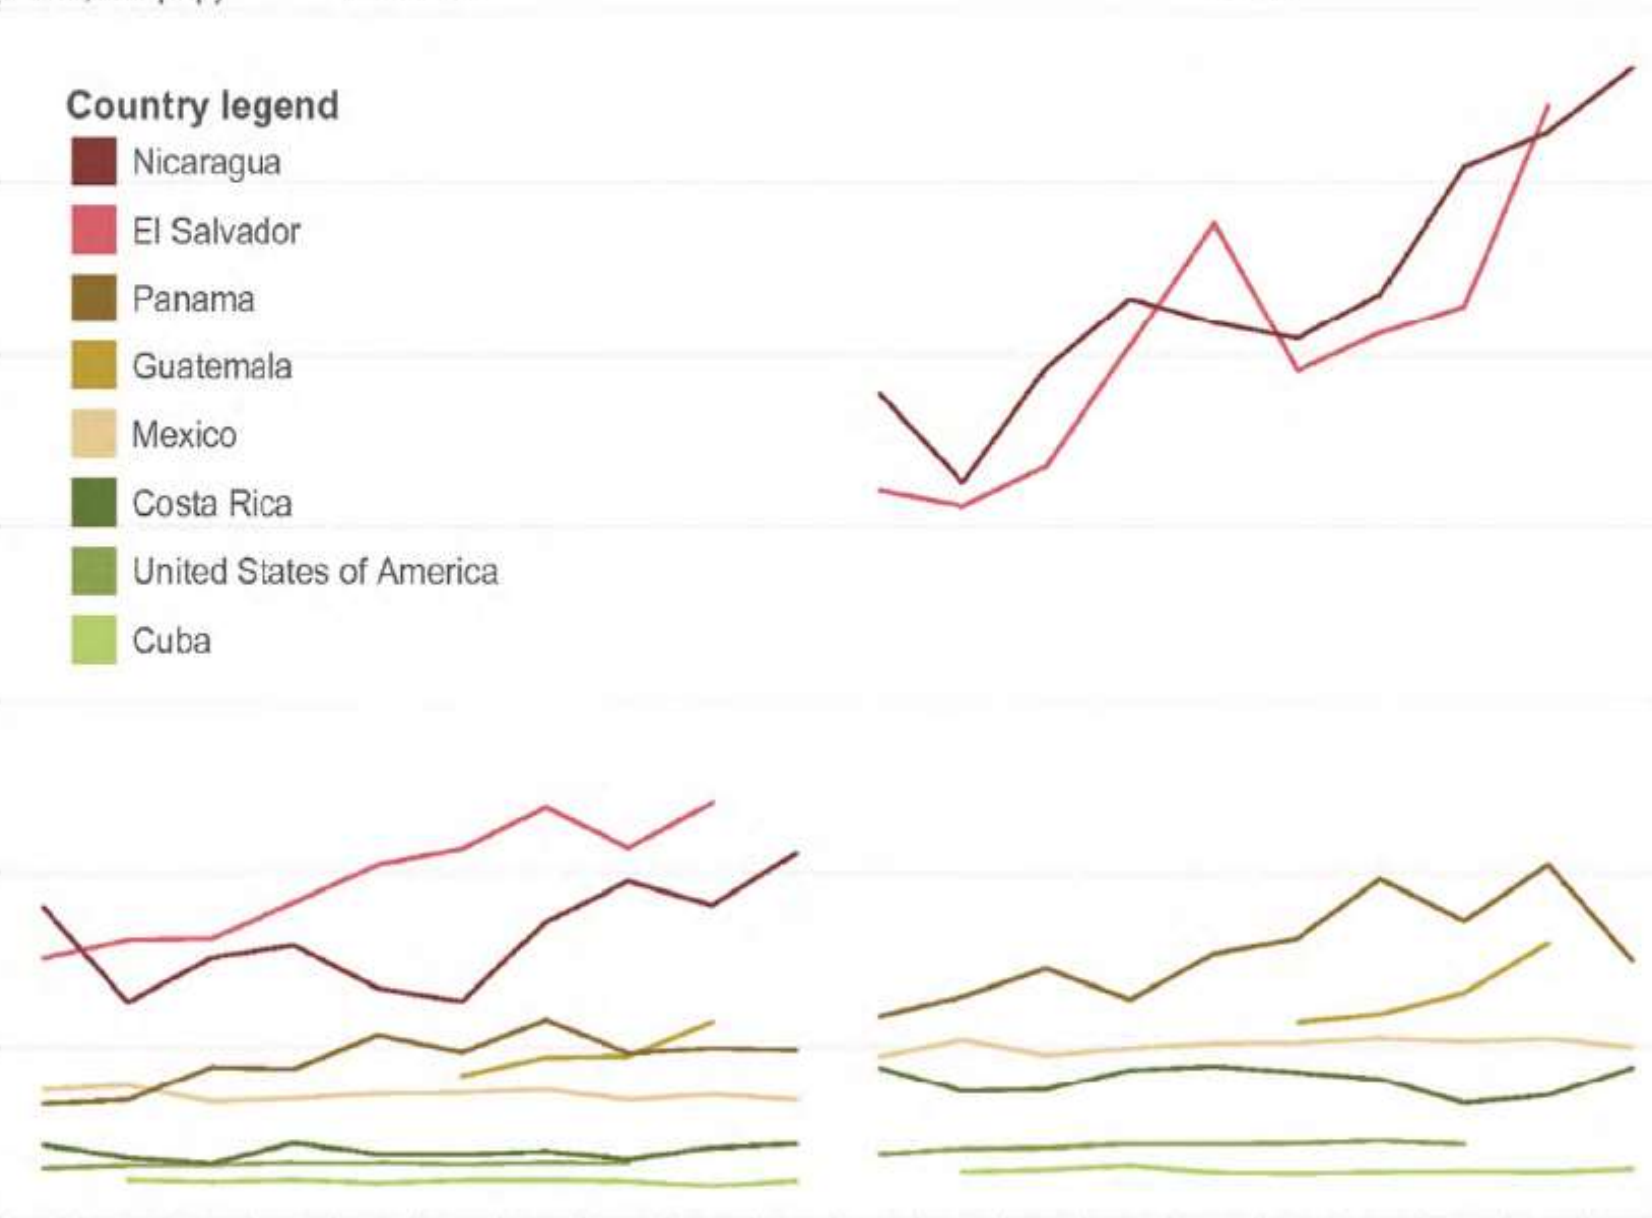 Country legend
Nicaragua
El Salvador
Panama
Guatemala
Mexico
Costa Rica
United States of America
Cuba